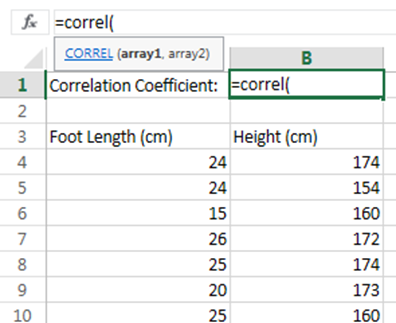 fx =correl(
CORREL (array1, array2)
B
1 Correlation Coefficient: =correl(
2
3 Foot Length (cm) Height (cm)
4 24 174
5 24 154
6 15 160
7 26 172
8 25 174
9 20 173
10 25 160